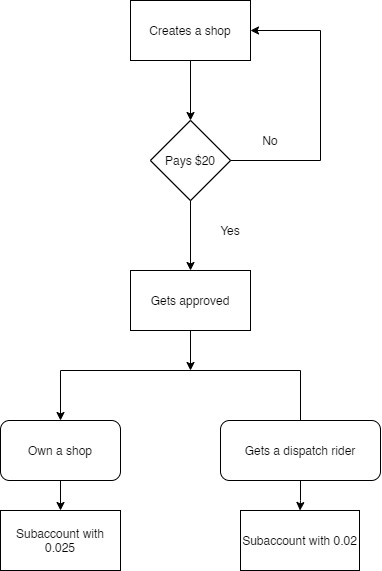 Creates a shop
Pays $20
No
Yes
Gets approved
Own a shop
Gets a dispatch rider
Subaccount with
0.025
Subaccount with 0.02